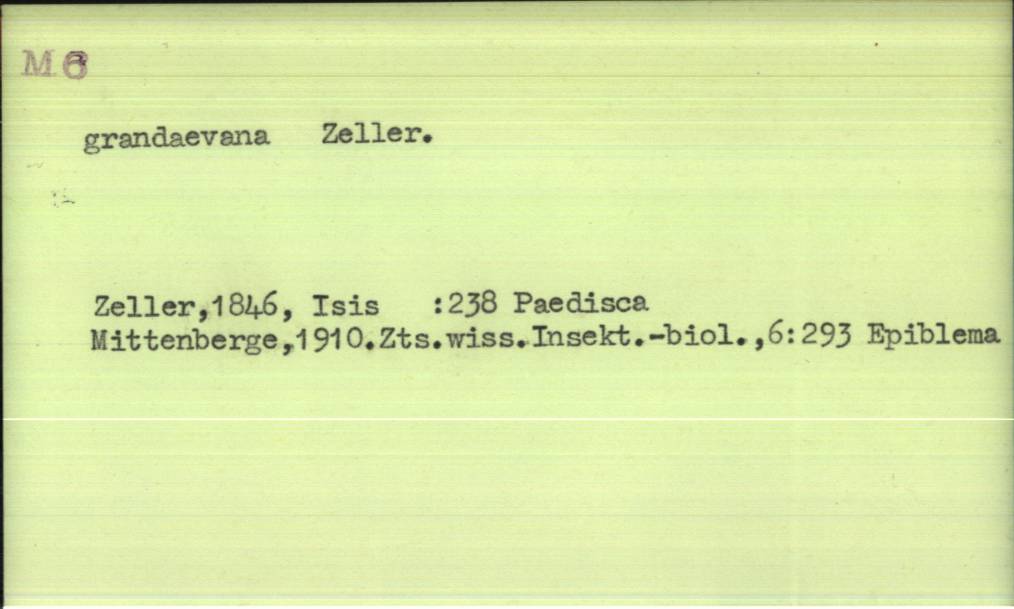 M 6
grandaevana Zeller.
Zeller,1846, Isis :238 Paedisca
Mittenberge,1910.Zts.wiss.Insekt.-biol.,6:293 Epiblema